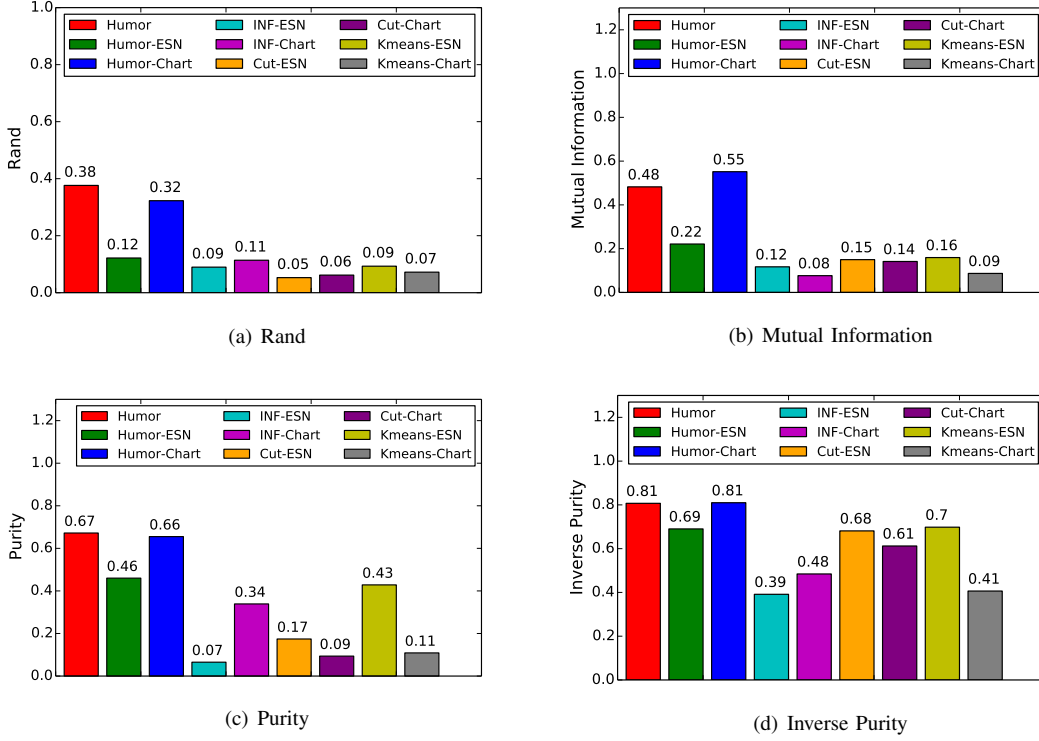 1.0
0.8
0.6
0.4
0.2
0.0
Rand
Humor
Humor-ESN
Humor-Chart
INF-ESN
INF-Chart
Cut-ESN
Cut-Chart
Kmeans-ESN
Kmeans-Chart
0.38
0.12
0.32
0.09
0.11
0.05
0.06
0.09
0.07
(a) Rand
1.2
1.0
0.8
0.6
0.4
0.2
0.0
Mutual Information
Humor
Humor-ESN
Humor-Chart
INF-ESN
INF-Chart
Cut-ESN
Cut-Chart
Kmeans-ESN
Kmeans-Chart
0.48
0.22
0.55
0.12
0.08
0.15
0.14
0.16
0.09
(b) Mutual Information
1.2
1.0
0.8
0.6
0.4
0.2
0.0
Purity
Humor
Humor-ESN
Humor-Chart
INF-ESN
INF-Chart
Cut-ESN
Cut-Chart
Kmeans-ESN
Kmeans-Chart
0.67
0.46
0.66
0.07
0.34
0.17
0.09
0.43
0.11
(c) Purity
1.2
1.0
0.8
0.6
0.4
0.2
0.0
Inverse Purity
Humor
Humor-ESN
Humor-Chart
INF-ESN
INF-Chart
Cut-ESN
Cut-Chart
Kmeans-ESN
Kmeans-Chart
0.81
0.69
0.81
0.39
0.48
0.68
0.61
0.7
0.41
(d) Inverse Purity